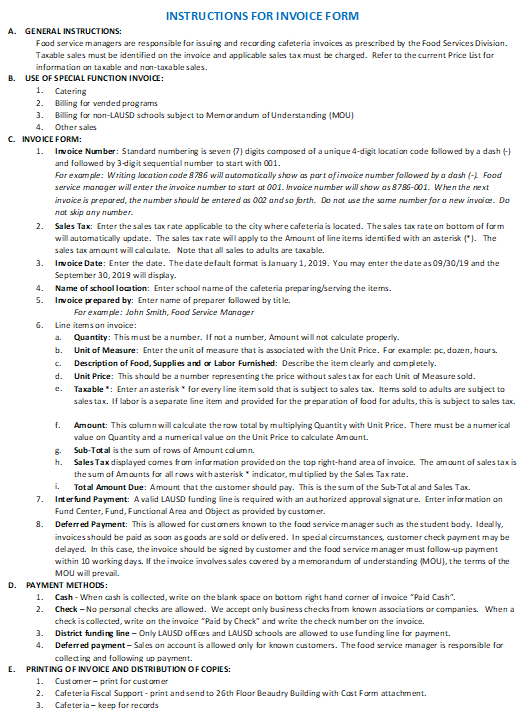 INSTRUCTIONS FOR INVOICE FORM
A. GENERAL INSTRUCTIONS:
Food service managers are responsible for issuing and recording cafeteria invoices as prescribed by the Food Services Division.
Taxable sales must be identified on the invoice and applicable sales tax must be charged. Refer to the current Price List for
information on taxable and non-taxable sales.
B. USE OF SPECIAL FUNCTION INVOICE:
1. Catering
2. Billing for vended programs
3. Billing for non-LAUSD schools subject to Memorandum of Understanding (MOU)
4. Other sales
C. INVOICE FORM:
1. Invoice Number: Standard numbering is seven (7) digits composed of a unique 4-digit location code followed by a dash (-)
and followed by 3-digit sequential number to start with 001.
For example: Writing location code 8786 will automatically show as part of invoice number followed by a dash (-). Food
service manager will enter the invoice number to start at 001. Invoice number will show as 8786-001. When the next
invoice is prepared, the number should be entered as 002 and so forth. Do not use the same number for a new invoice. Do
not skip any number.
2. Sales Tax: Enter the sales tax rate applicable to the city where cafeteria is located. The sales tax rate on bottom of form
will automatically update. The sales tax rate will apply to the Amount of line items identified with an asterisk (*). The
sales tax amount will calculate. Note that all sales to adults are taxable.
3. Invoice Date: Enter the date. The date default format is January 1, 2019. You may enter the date as 09/30/19 and the
September 30, 2019 will display.
4. Name of school location: Enter school name of the cafeteria preparing/serving the items.
5. Invoice prepared by: Enter name of preparer followed by title.
For example: John Smith, Food Service Manager
6. Line items on invoice:
a. Quantity: This must be a number. If not a number, Amount will not calculate properly.
b. Unit of Measure: Enter the unit of measure that is associated with the Unit Price. For example: pc, dozen, hours.
c. Description of Food, Supplies and or Labor Furnished: Describe the item clearly and completely.
d. Unit Price: This should be a number representing the price without sales tax for each Unit of Measure sold.
e. Taxable *: Enter an asterisk * for every line item sold that is subject to sales tax. Items sold to adults are subject to
sales tax. If labor is a separate line item and provided for the preparation of food for adults, this is subject to sales tax.
f. Amount: This column will calculate the row total by multiplying Quantity with Unit Price. There must be a numerical
value on Quantity and a numerical value on the Unit Price to calculate Amount.
g. Sub-Total is the sum of rows of Amount column.
h. Sales Tax displayed comes from information provided on the top right-hand area of invoice. The amount of sales tax is
the sum of Amounts for all rows with asterisk * indicator, multiplied by the Sales Tax rate.
i. Total Amount Due: Amount that the customer should pay. This is the sum of the Sub-Total and Sales Tax.
7. Interfund Payment: A valid LAUSD funding line is required with an authorized approval signature. Enter information on
Fund Center, Fund, Functional Area and Object as provided by customer.
8. Deferred Payment: This is allowed for customers known to the food service manager such as the student body. Ideally,
invoices should be paid as soon as goods are sold or delivered. In special circumstances, customer check payment may be
delayed. In this case, the invoice should be signed by customer and the food service manager must follow-up payment
within 10 working days. If the invoice involves sales covered by a memorandum of understanding (MOU), the terms of the
MOU will prevail.
D. PAYMENT METHODS:
1. Cash - When cash is collected, write on the blank space on bottom right hand corner of invoice “Paid Cash”.
2. Check – No personal checks are allowed. We accept only business checks from known associations or companies. When a
check is collected, write on the invoice “Paid by Check” and write the check number on the invoice.
3. District funding line – Only LAUSD offices and LAUSD schools are allowed to use funding line for payment.
4. Deferred payment – Sales on account is allowed only for known customers. The food service manager is responsible for
collecting and following up payment.
E. PRINTING OF INVOICE AND DISTRIBUTION OF COPIES:
1. Customer – print for customer
2. Cafeteria Fiscal Support - print and send to 26th Floor Beaudry Building with Cost Form attachment.
3. Cafeteria – keep for records